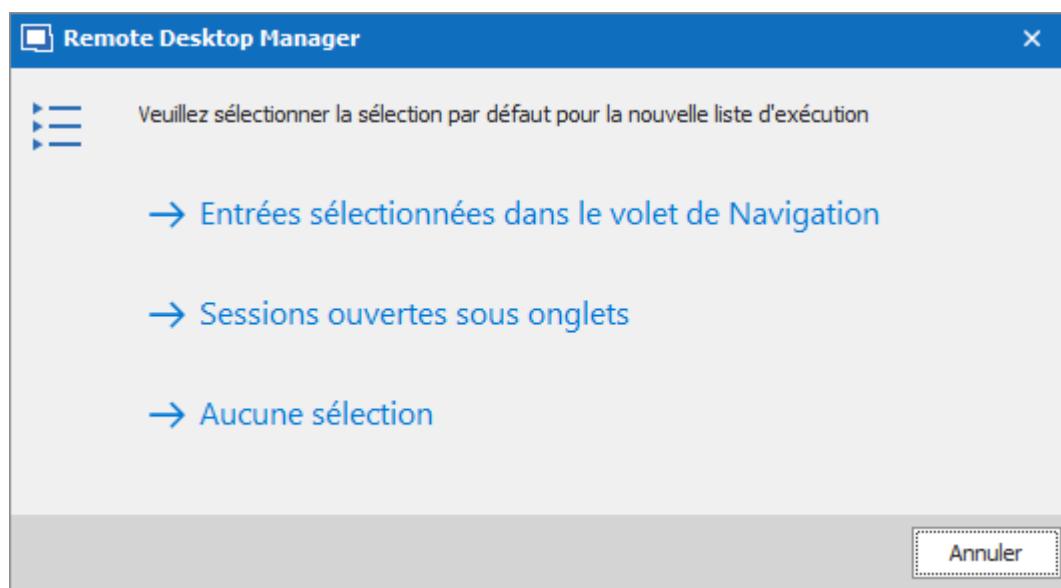 Remote Desktop Manager
Veuillez sélectionner la sélection par défaut pour la nouvelle liste d'exécution
Entrées sélectionnées dans le volet de Navigation
Sessions ouvertes sous onglets
Aucune sélection
Annuler